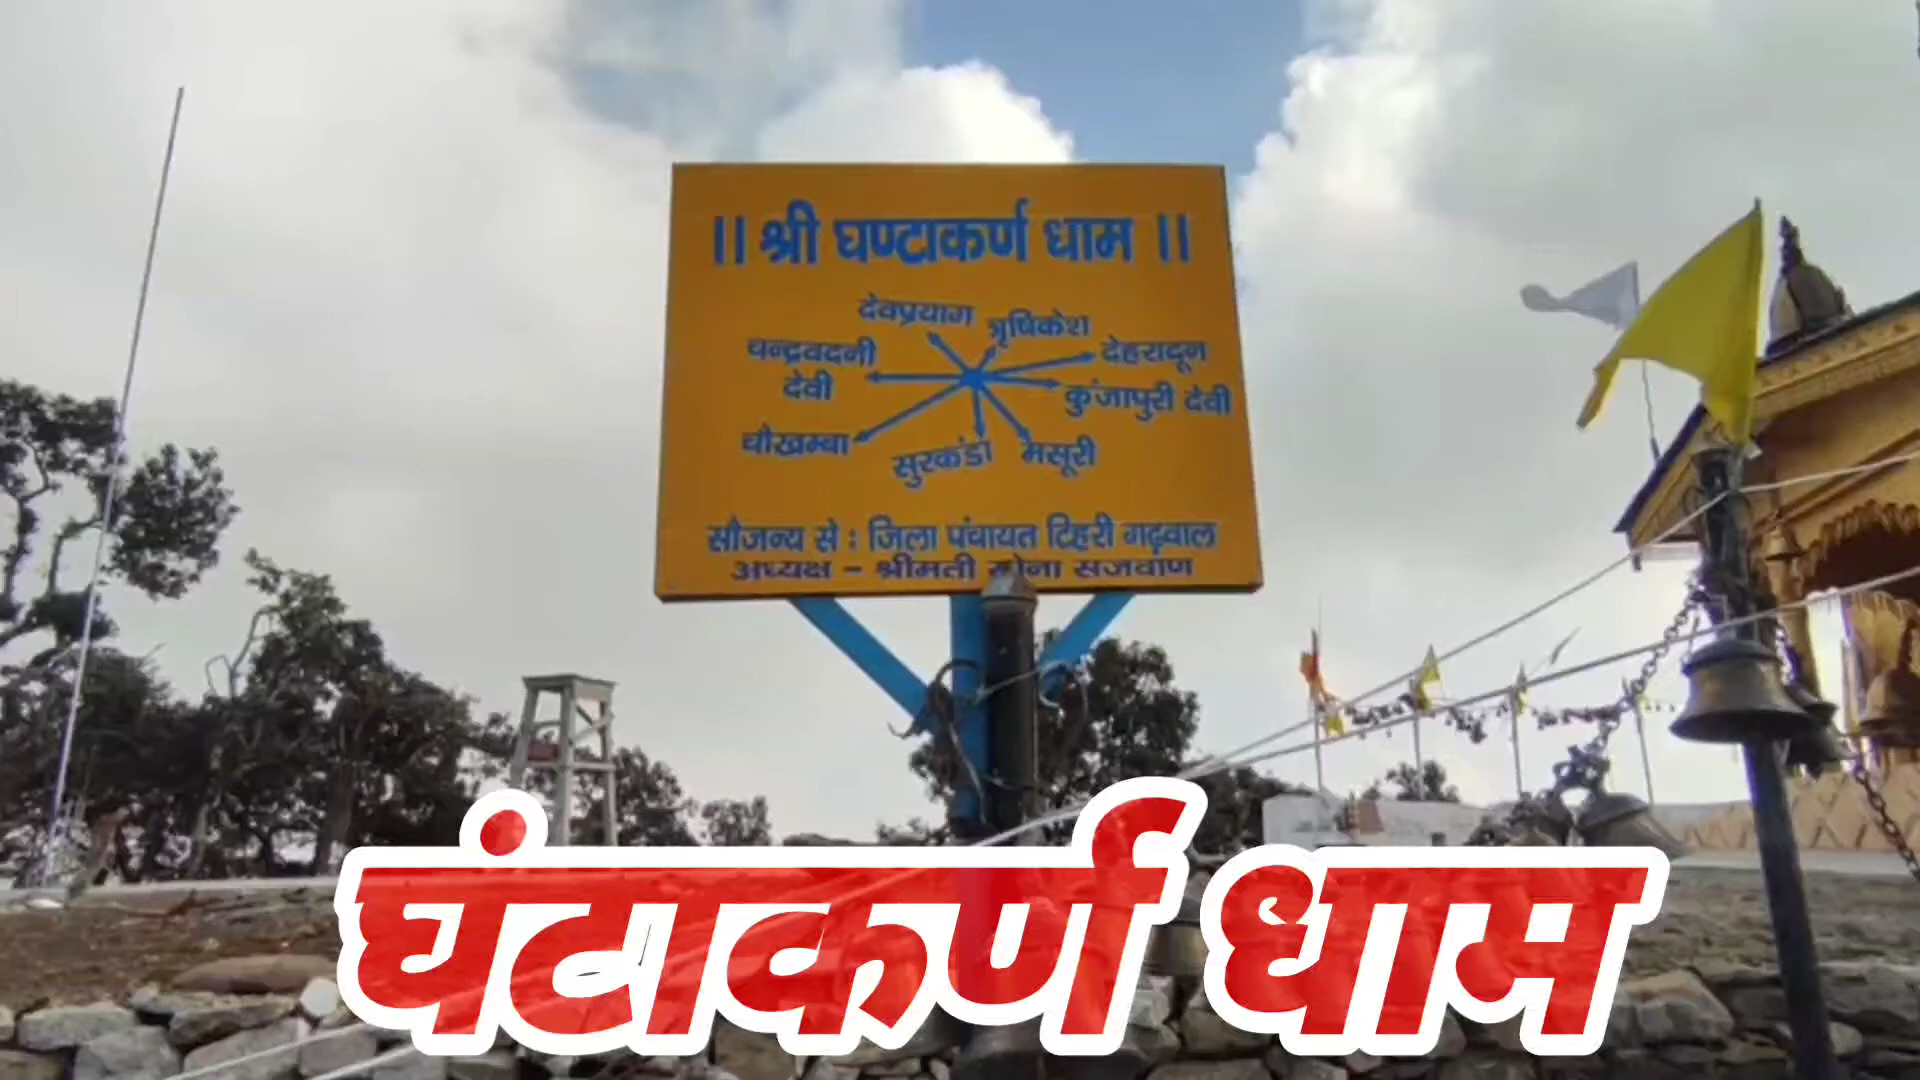 || श्री घण्टाकर्ण धाम ||
देवप्रयाग
ऋषिकेश
चन्द्रवदनी
देवी
देहरादून
कुंजापुरी देवी
चौखम्बा
सुरकंडा
मसूरी
सौजन्य से : जिला पंचायत टिहरी गढ़वाल
अध्यक्ष - श्रीमती सजवाण
घंटाकर्ण धाम